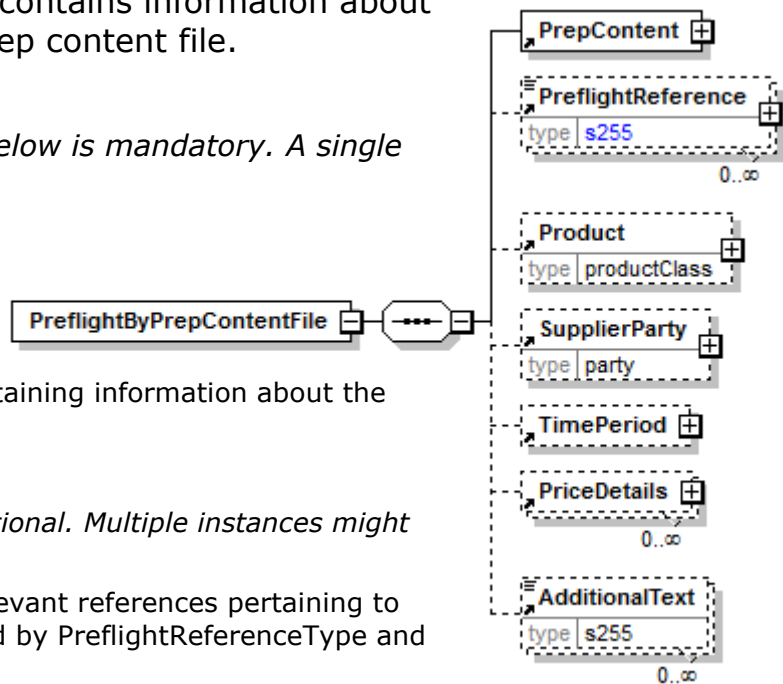 contains information about
ep content file.
elow is mandatory. A single
taining information about the
tional. Multiple instances might
evant references pertaining to
d by PreflightReferenceType and
PreflightByPrepContentFile
PrepContent
PreflightReference
type s255
0..∞
Product
type productClass
SupplierParty
type party
TimePeriod
PriceDetails
0..∞
AdditionalText
type s255
0..∞